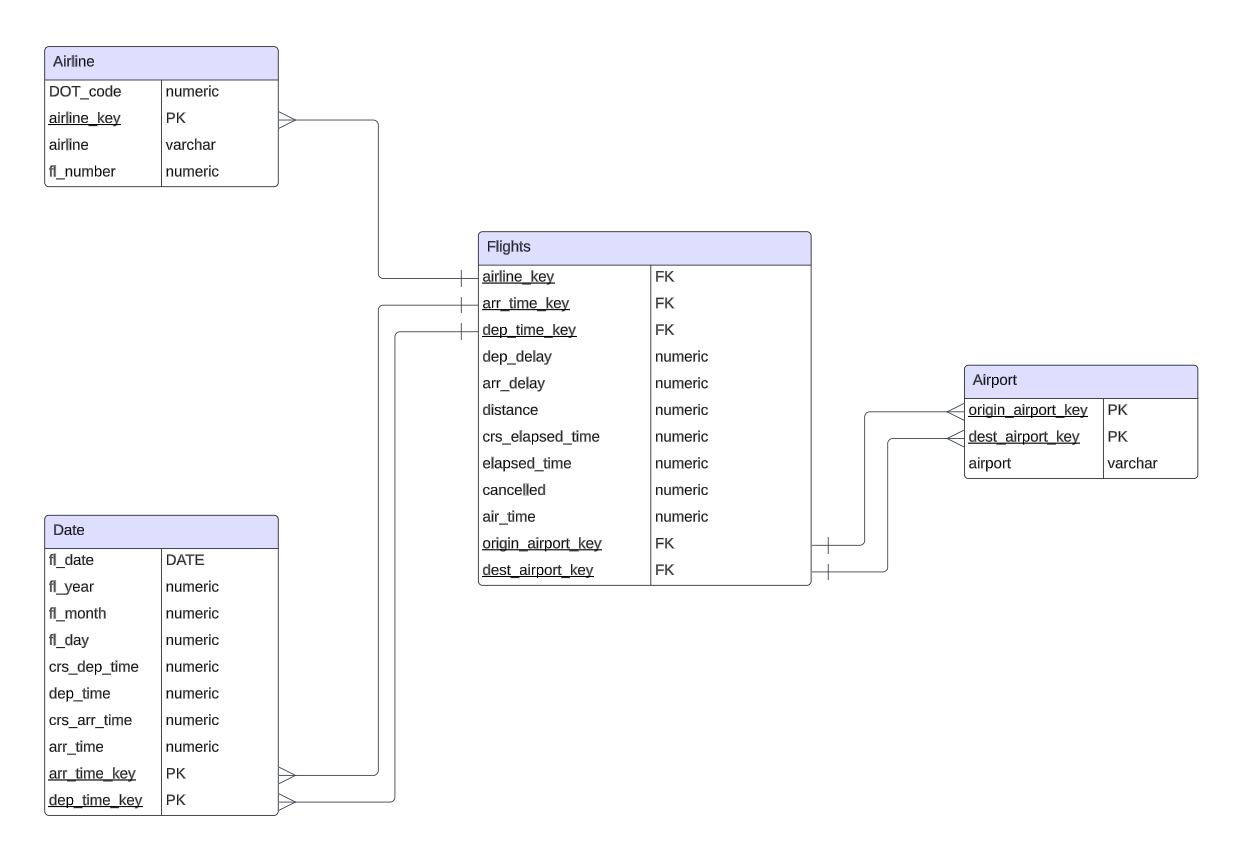 Airline
DOT_code numeric
airline_key PK
airline varchar
fl_number numeric
Flights
airline_key FK
arr_time_key FK
dep_time_key FK
dep_delay numeric
arr_delay numeric
distance numeric
crs_elapsed_time numeric
elapsed_time numeric
cancelled numeric
air_time numeric
origin_airport_key FK
dest_airport_key FK
Airport
origin_airport_key PK
dest_airport_key PK
airport varchar
Date
fl_date DATE
fl_year numeric
fl_month numeric
fl_day numeric
crs_dep_time numeric
dep_time numeric
crs_arr_time numeric
arr_time numeric
arr_time_key PK
dep_time_key PK